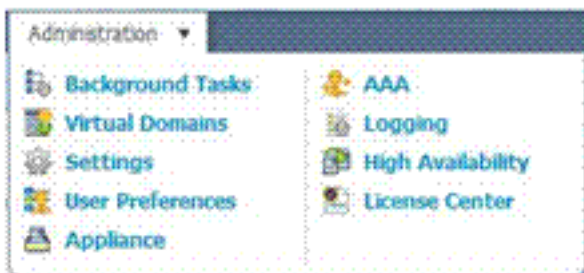 Administration
Background Tasks
Virtual Domains
Settings
User Preferences
Appliance
AAA
Logging
High Availability
License Center